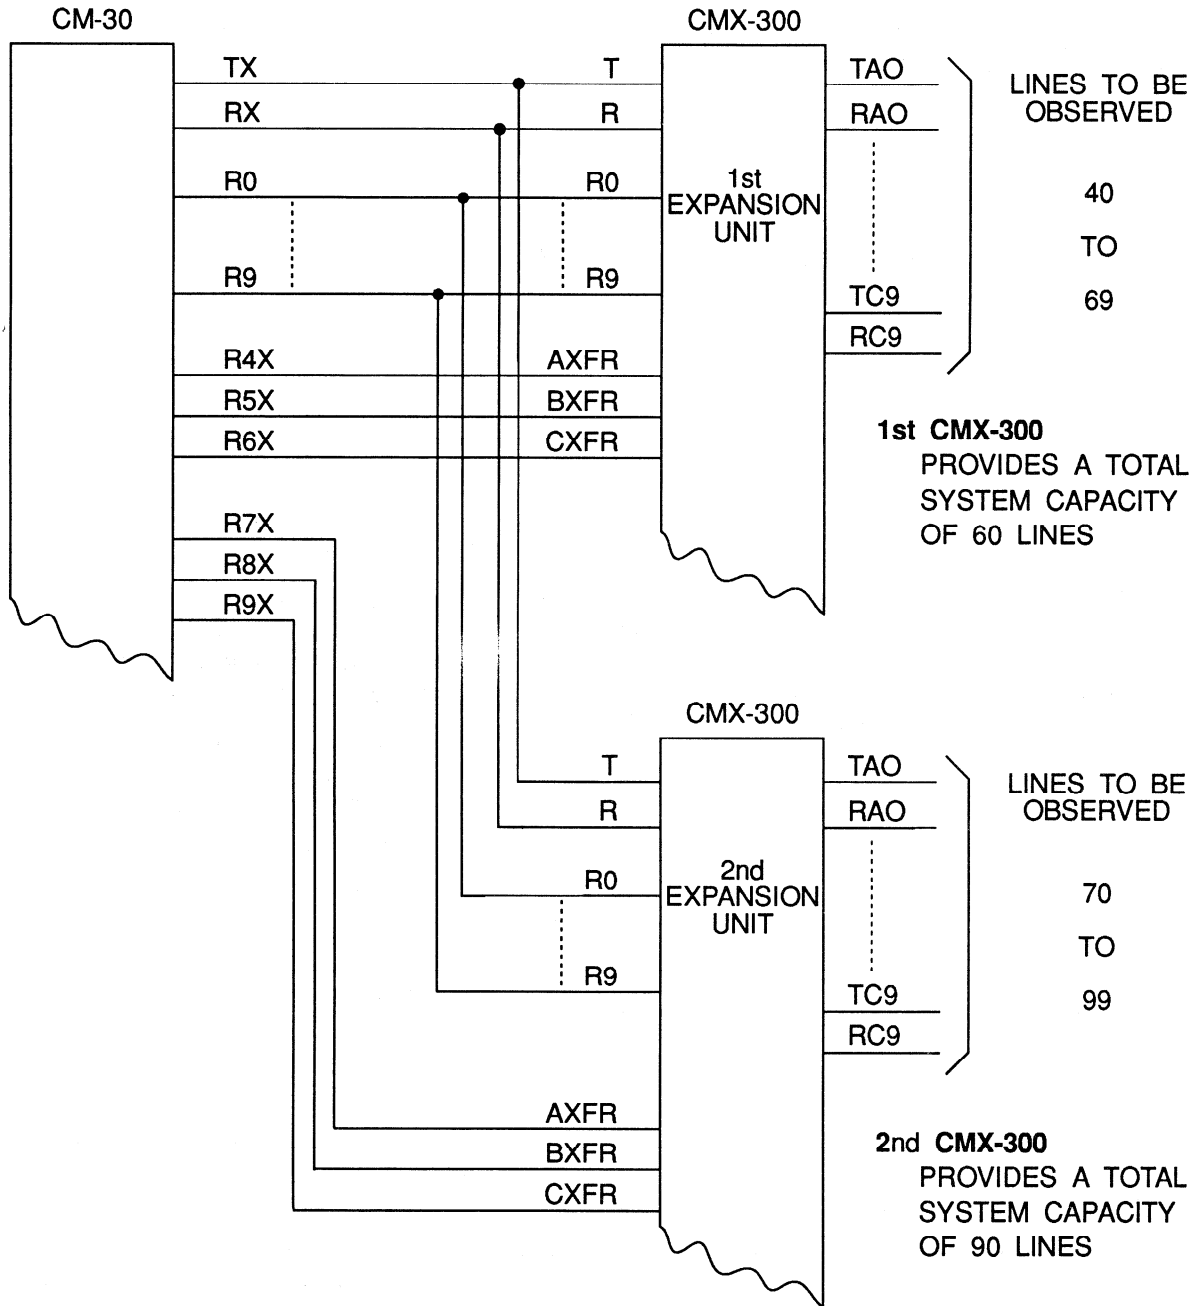 CM-30
CMX-300
TX
T
TAO
RX
R
RAO
R0
R0
R9
R9
TC9
RC9
1st
EXPANSION
UNIT
LINES TO BE
OBSERVED
40
TO
69
R4X
AXFR
R5X
BXFR
R6X
CXFR
1st CMX-300
PROVIDES A TOTAL
SYSTEM CAPACITY
OF 60 LINES
R7X
R8X
R9X
CMX-300
T
TAO
R
RAO
R0
R9
TC9
RC9
2nd
EXPANSION
UNIT
LINES TO BE
OBSERVED
70
TO
99
AXFR
BXFR
CXFR
2nd CMX-300
PROVIDES A TOTAL
SYSTEM CAPACITY
OF 90 LINES